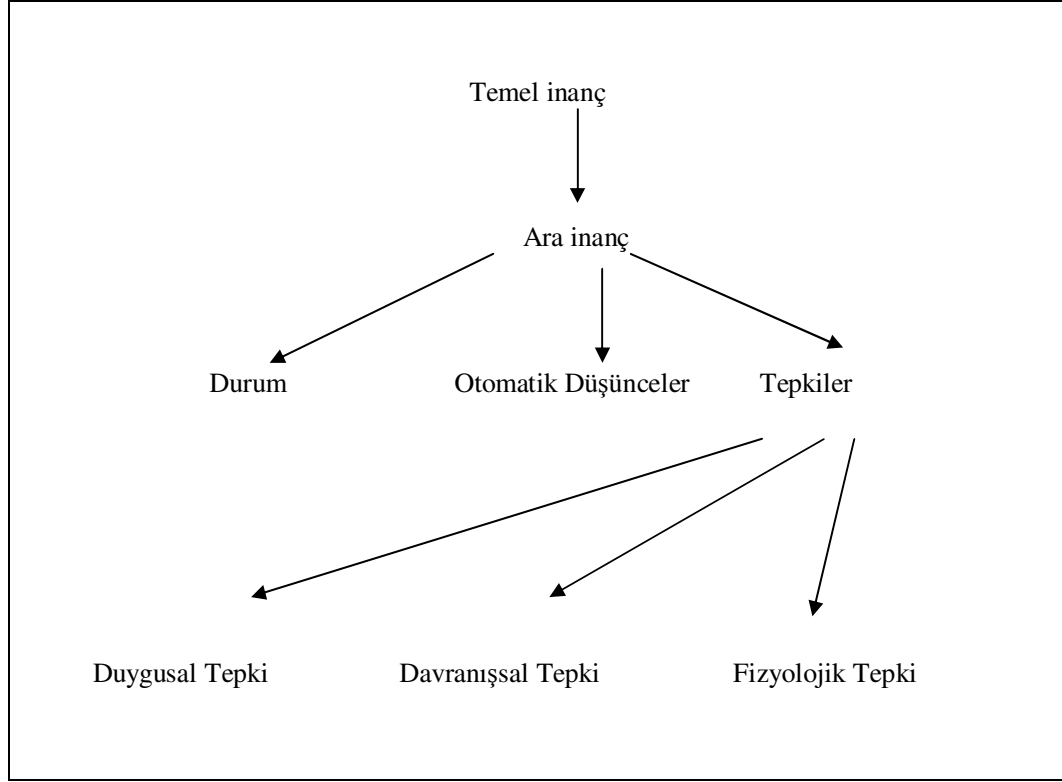 Temel inanç
Ara inanç
Durum Otomatik Düşünceler Tepkiler
Duygusal Tepki Davranışsal Tepki Fizyolojik Tepki